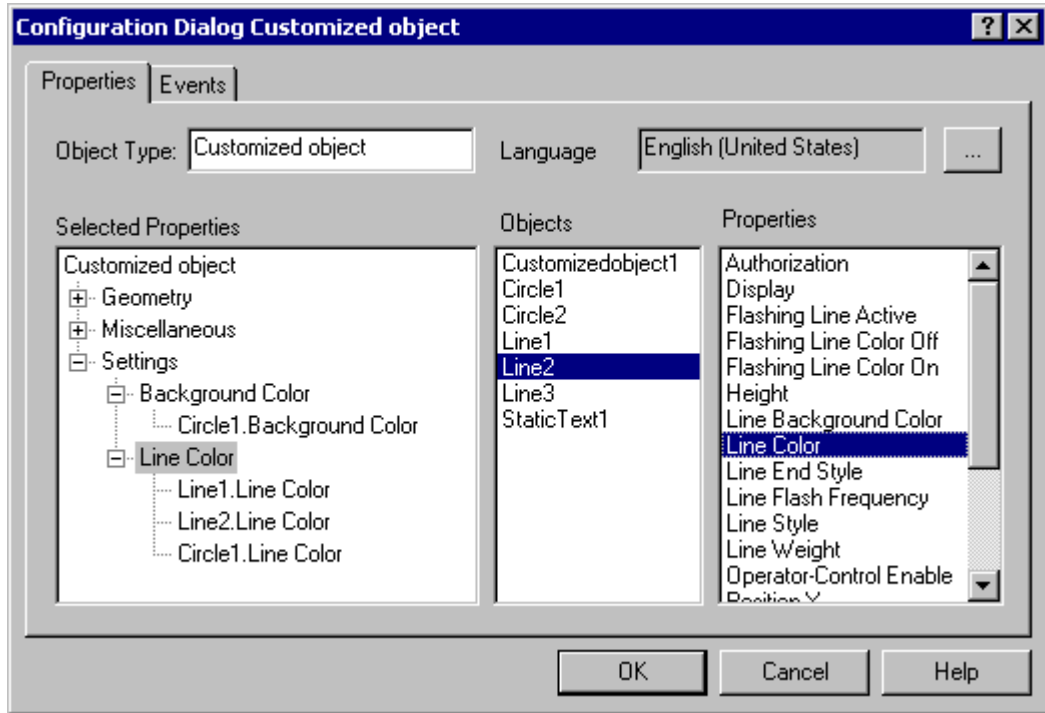 Configuration Dialog Customized object
Properties
Events
Object Type:
Customized object
Language
English (United States)
...
Selected Properties
Customized object
Geometry
Miscellaneous
Settings
Background Color
Circle1.Background Color
Line Color
Line1.Line Color
Line2.Line Color
Circle1.Line Color
Objects
Customizedobject1
Circle1
Circle2
Line1
Line2
Line3
StaticText1
Properties
Authorization
Display
Flashing Line Active
Flashing Line Color Off
Flashing Line Color On
Height
Line Background Color
Line Color
Line End Style
Line Flash Frequency
Line Style
Line Weight
Operator-Control Enable
Position X
OK
Cancel
Help